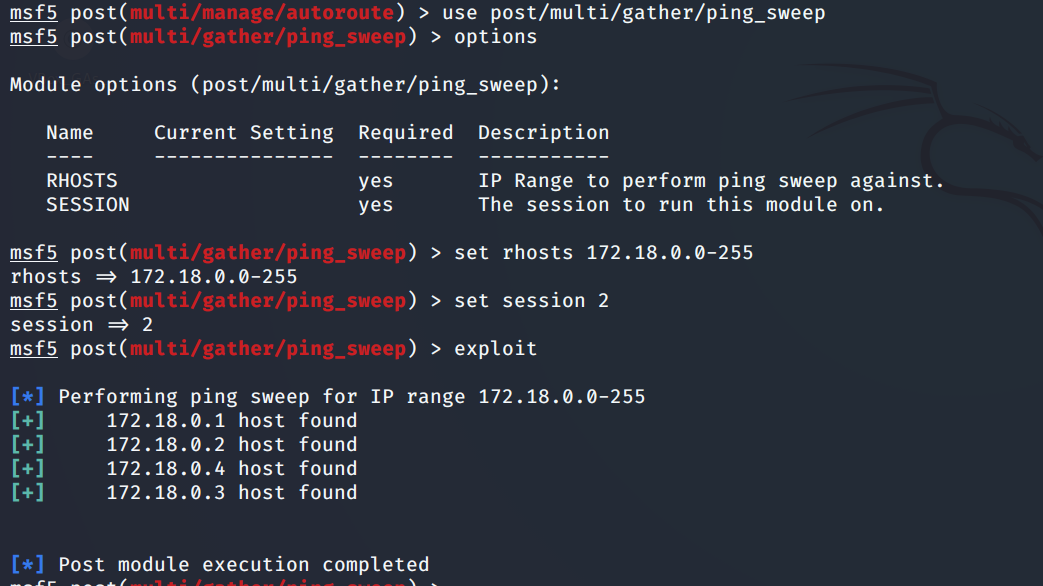 msf5 post(multi/manage/autoroute) > use post/multi/gather/ping_sweep
msf5 post(multi/gather/ping_sweep) > options
Module options (post/multi/gather/ping_sweep):
Name Current Setting Required Description
---- --------------- -------- -----------
RHOSTS yes IP Range to perform ping sweep against.
SESSION yes The session to run this module on.
msf5 post(multi/gather/ping_sweep) > set rhosts 172.18.0.0-255
rhosts => 172.18.0.0-255
msf5 post(multi/gather/ping_sweep) > set session 2
session => 2
msf5 post(multi/gather/ping_sweep) > exploit
[*] Performing ping sweep for IP range 172.18.0.0-255
[+] 172.18.0.1 host found
[+] 172.18.0.2 host found
[+] 172.18.0.4 host found
[+] 172.18.0.3 host found
[*] Post module execution completed
msf5 post(multi/gather/ping_sweep) >